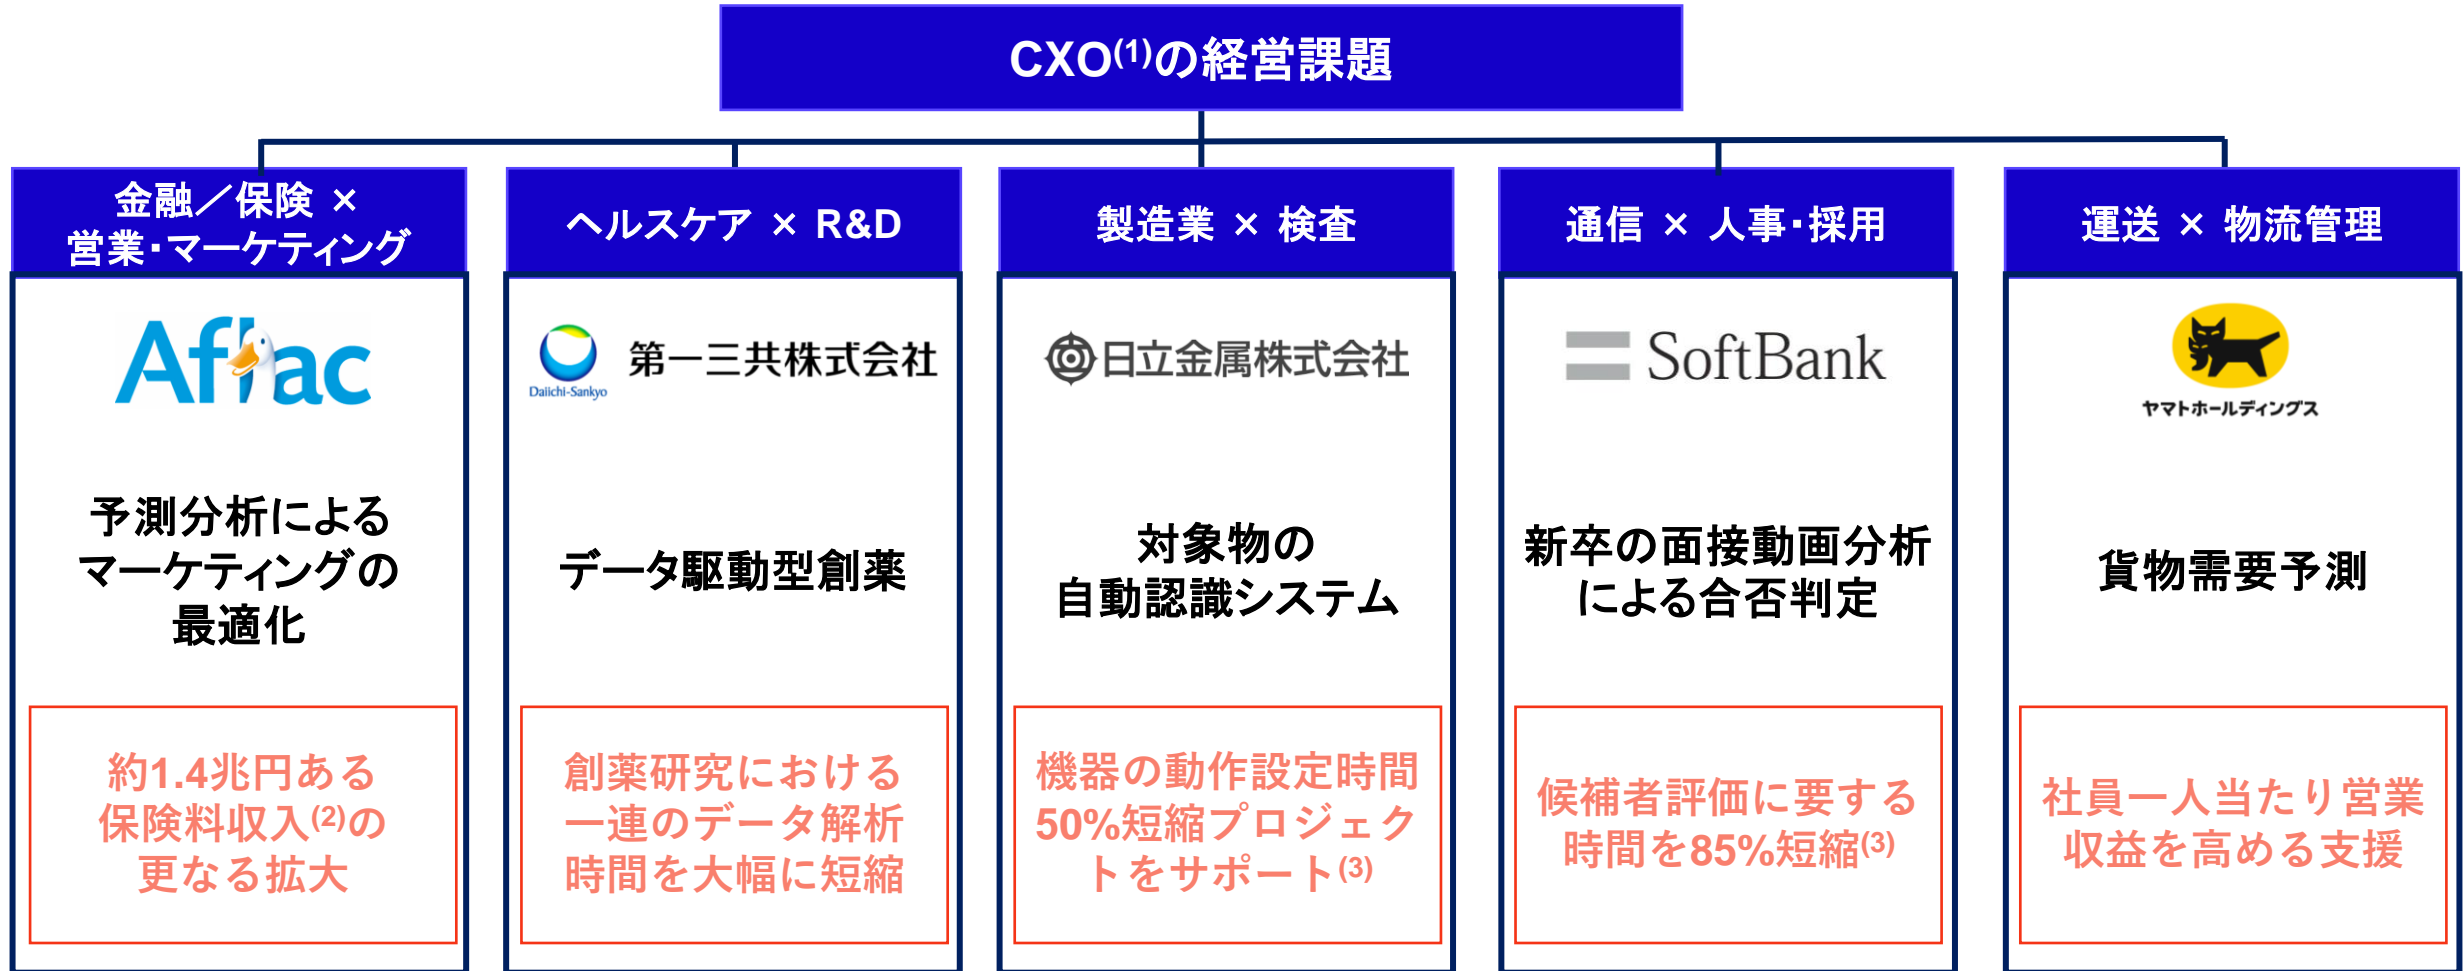 CXO(1)の経営課題
金融／保険 ×
営業・マーケティング
Aflac
予測分析による
マーケティングの
最適化
約1.4兆円ある
保険料収入(2)の
更なる拡大
ヘルスケア × R&D
Daiichi-Sankyo
第一三共株式会社
データ駆動型創薬
創薬研究における
一連のデータ解析
時間を大幅に短縮
製造業 × 検査
日立金属株式会社
対象物の
自動認識システム
機器の動作設定時間
50%短縮プロジェク
トをサポート(3)
通信 × 人事・採用
SoftBank
新卒の面接動画分析
による合否判定
候補者評価に要する
時間を85%短縮(3)
運送 × 物流管理
ヤマトホールディングス
貨物需要予測
社員一人当たり営業
収益を高める支援